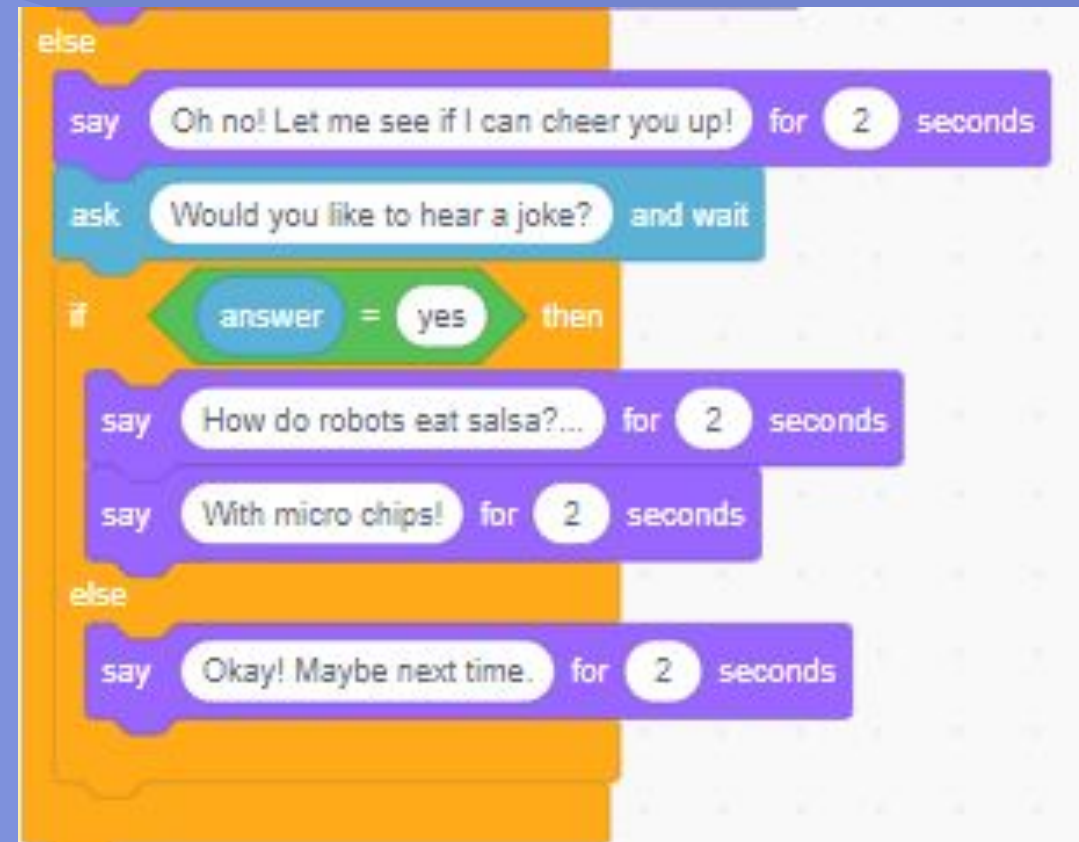 else
say Oh no! Let me see if I can cheer you up! for 2 seconds
ask Would you like to hear a joke? and wait
if answer = yes then
say How do robots eat salsa?... for 2 seconds
say With micro chips! for 2 seconds
else
say Okay! Maybe next time. for 2 seconds